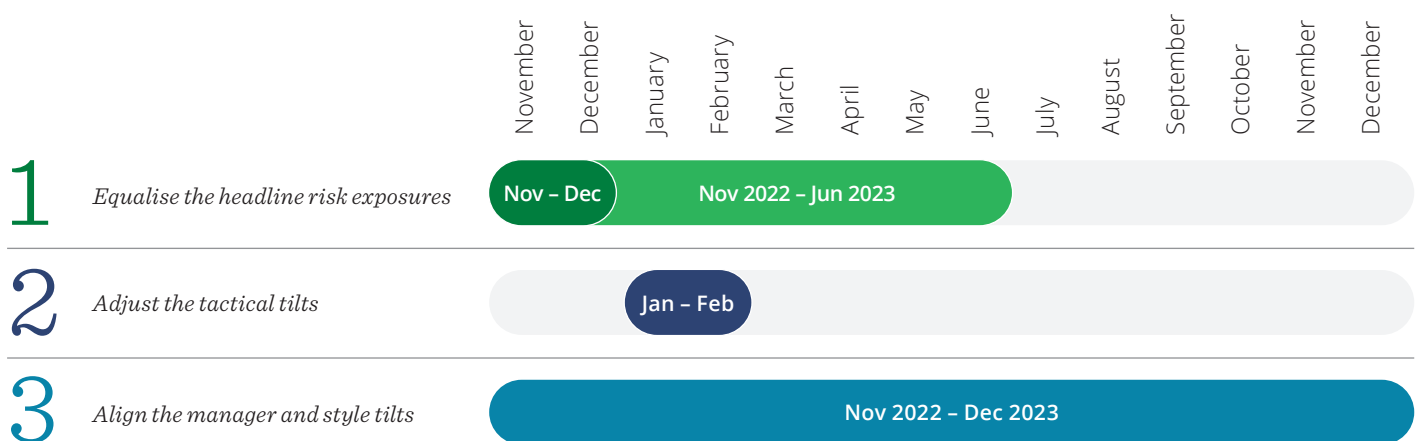 November
December
January
February
March
April
May
June
July
August
September
October
November
December
1
Equalise the headline risk exposures
Nov – Dec
Nov 2022 – Jun 2023
2
Adjust the tactical tilts
Jan – Feb
3
Align the manager and style tilts
Nov 2022 – Dec 2023